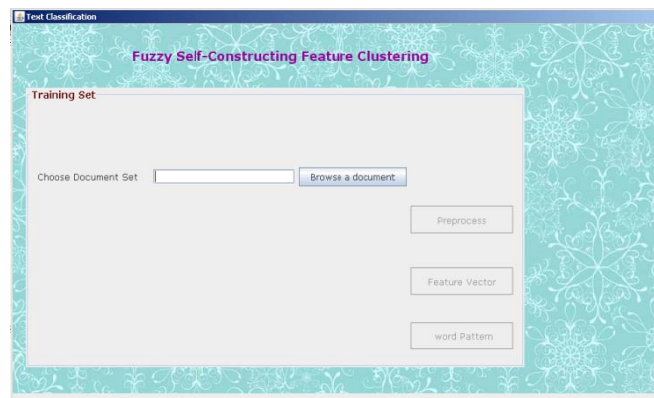 Text Classification
Fuzzy Self-Constructing Feature Clustering
Training Set
Choose Document Set Browse a document
Preprocess
Feature Vector
word Pattern